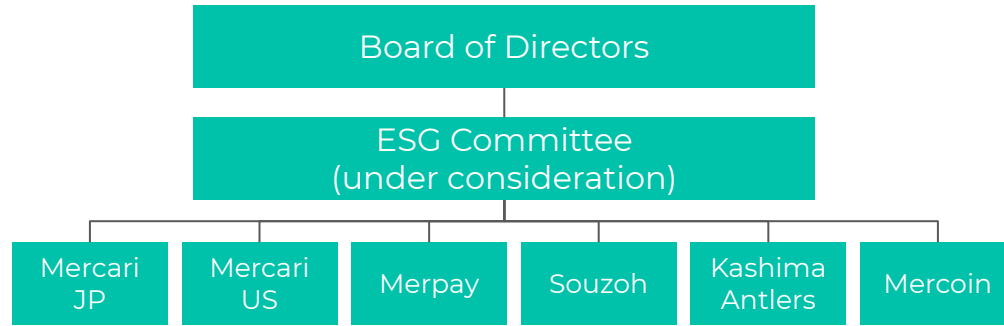 Board of Directors
ESG Committee
(under consideration)
Mercari
JP
Mercari
US
Merpay
Souzoh
Kashima
Antlers
Mercoin